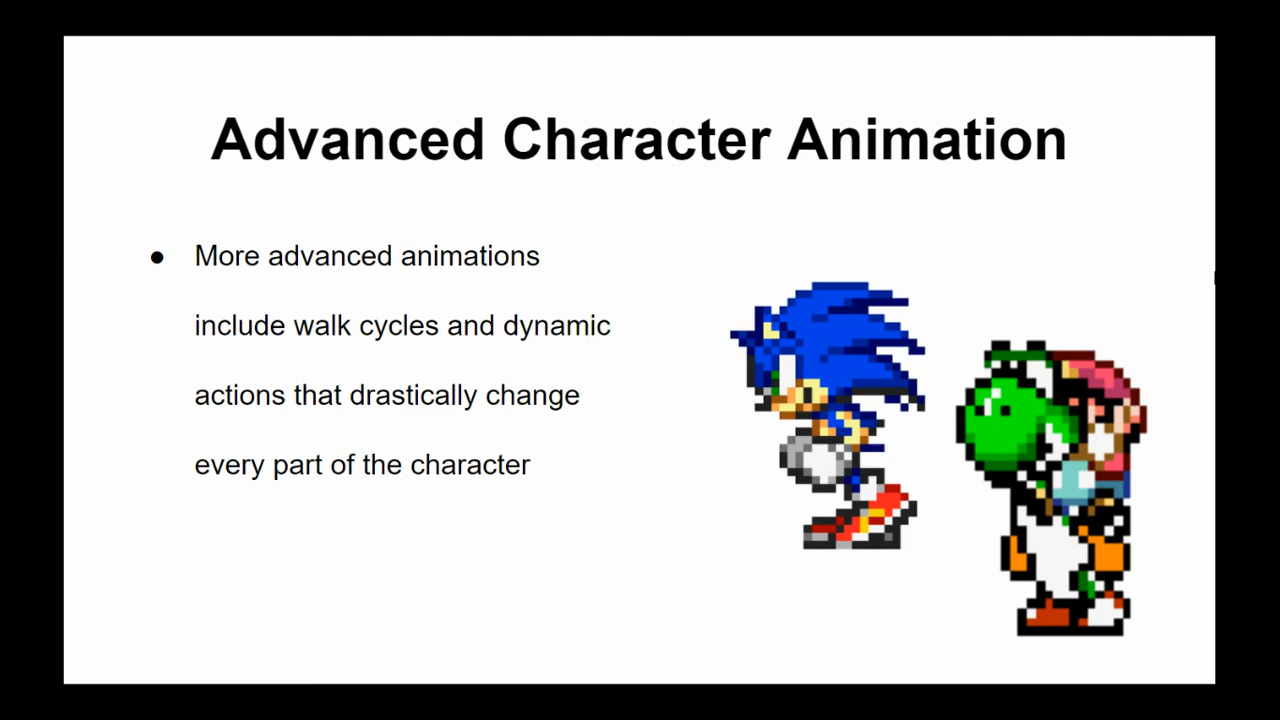 Advanced Character Animation
● More advanced animations
include walk cycles and dynamic
actions that drastically change
every part of the character